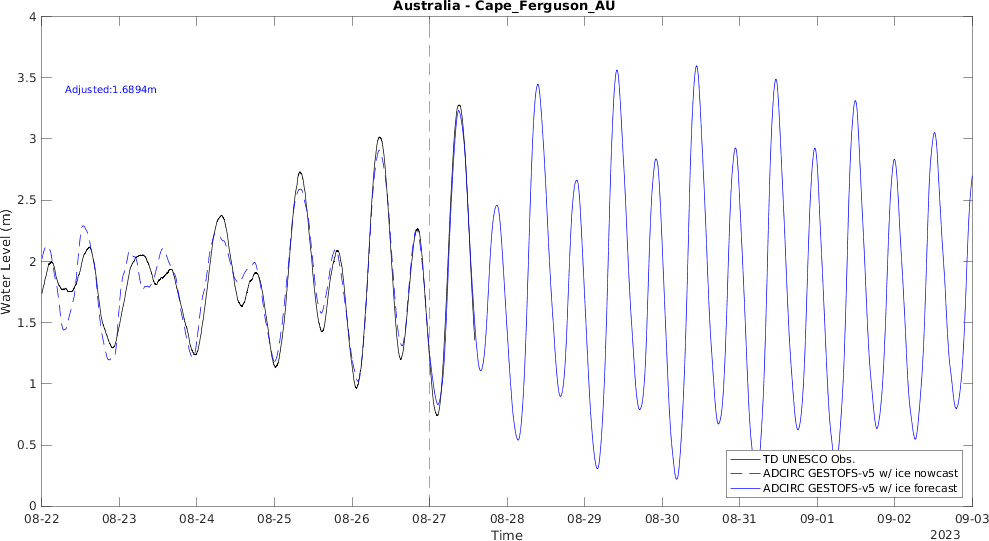 Australia - Cape_Ferguson_AU
4
3.5
3
2.5
2
1.5
1
0.5
0
Water Level (m)
Adjusted:1.6894m
TD UNESCO Obs.
ADCIRC GESTOFS-v5 w/ ice nowcast
ADCIRC GESTOFS-v5 w/ ice forecast
08-22 08-23 08-24 08-25 08-26 08-27 08-28 08-29 08-30 08-31 09-01 09-02 09-03
Time
2023